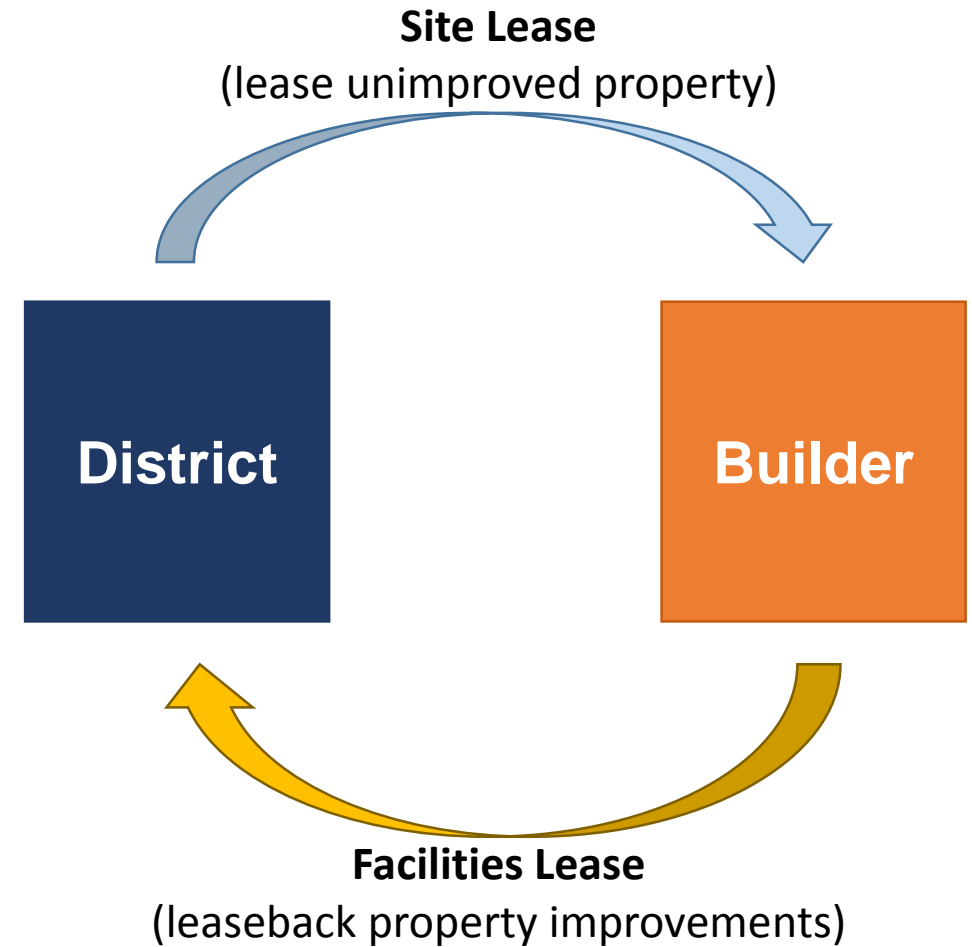 Site Lease
(lease unimproved property)
District
Builder
Facilities Lease
(leaseback property improvements)